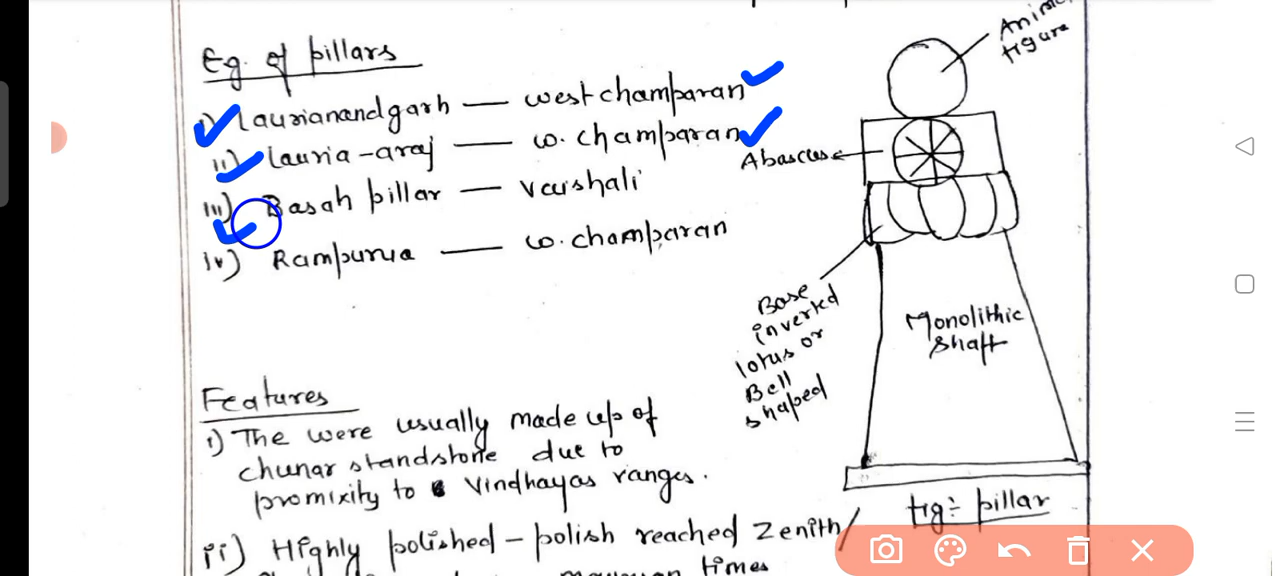 Eg. of pillars
i) laurianandgarh — west champaran
ii) lauria-araj — w. champaran
iii) Basah pillar — vaishali
iv) Rampurva — w. champaran
Animal
figure
Abascus
Base
inverted
lotus or
Bell
shaped
Monolithic
shaft
fig:- pillar
Features
i) The were usually made up of
chunar standstone due to
promixity to vindhayas ranges.
ii) Highly polished - polish reached zenith/
times